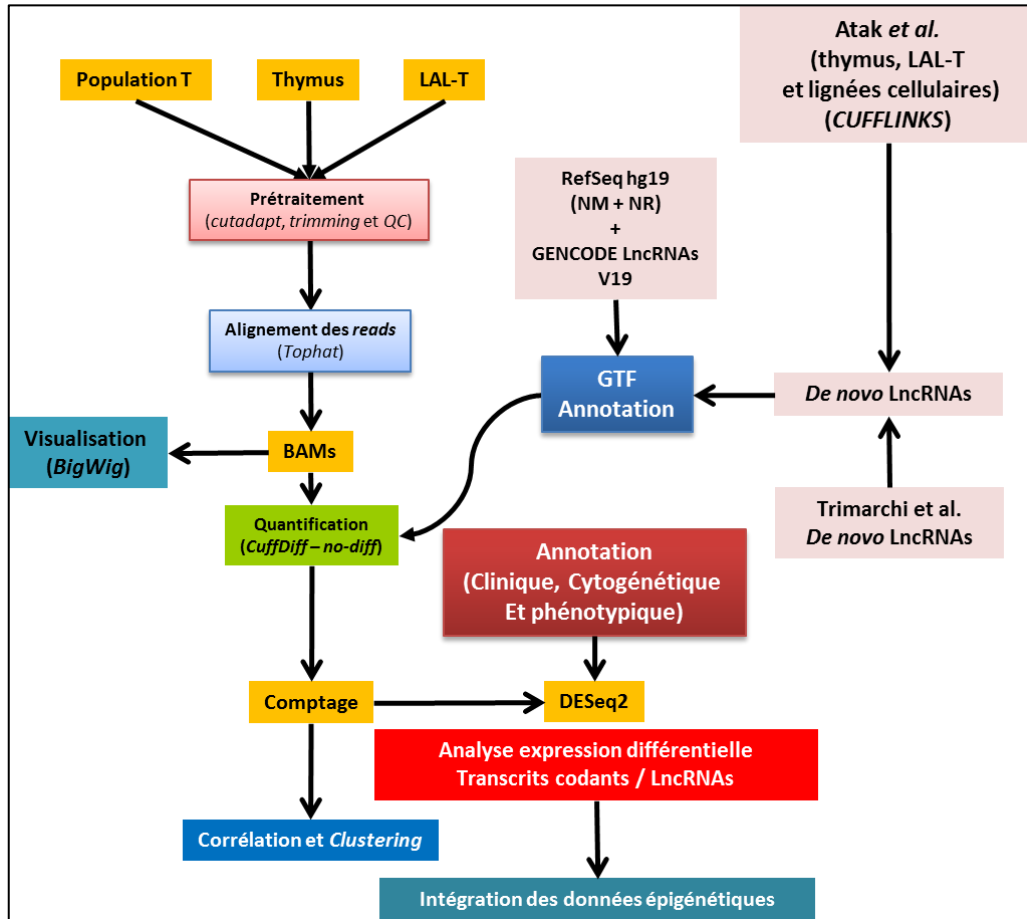 Atak et al.
(thymus, LAL-T
et lignées cellulaires)
(CUFFLINKS)
Population T
Thymus
LAL-T
Prétraitement
(cutadapt, trimming et QC)
RefSeq hg19
(NM + NR)
+
GENCODE LncRNAs
V19
Alignement des reads
(Tophat)
GTF
Annotation
De novo LncRNAs
Visualisation
(BigWig)
BAMs
Trimarchi et al.
De novo LncRNAs
Quantification
(CuffDiff – no-diff)
Annotation
(Clinique, Cytogénétique
Et phénotypique)
Comptage
DESeq2
Analyse expression différentielle
Transcrits codants / LncRNAs
Corrélation et Clustering
Intégration des données épigénétiques